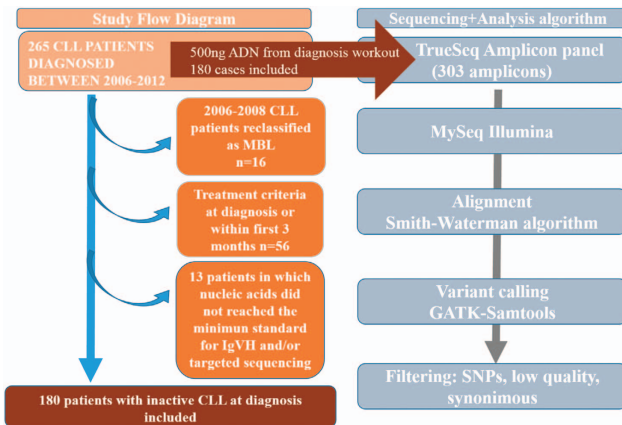 Study Flow Diagram
265 CLL PATIENTS
DIAGNOSED
BETWEEN 2006-2012
500ng ADN from diagnosis workout
180 cases included
2006-2008 CLL
patients reclassified
as MBL
n=16
Treatment criteria
at diagnosis or
within first 3
months n=56
13 patients in which
nucleic acids did
not reached the
minimun standard
for IgVH and/or
targeted sequencing
180 patients with inactive CLL at diagnosis
included
Sequencing+Analysis algorithm
TrueSeq Amplicon panel
(303 amplicons)
MySeq Illumina
Alignment
Smith-Waterman algorithm
Variant calling
GATK-Samtools
Filtering: SNPs, low quality,
synonimous